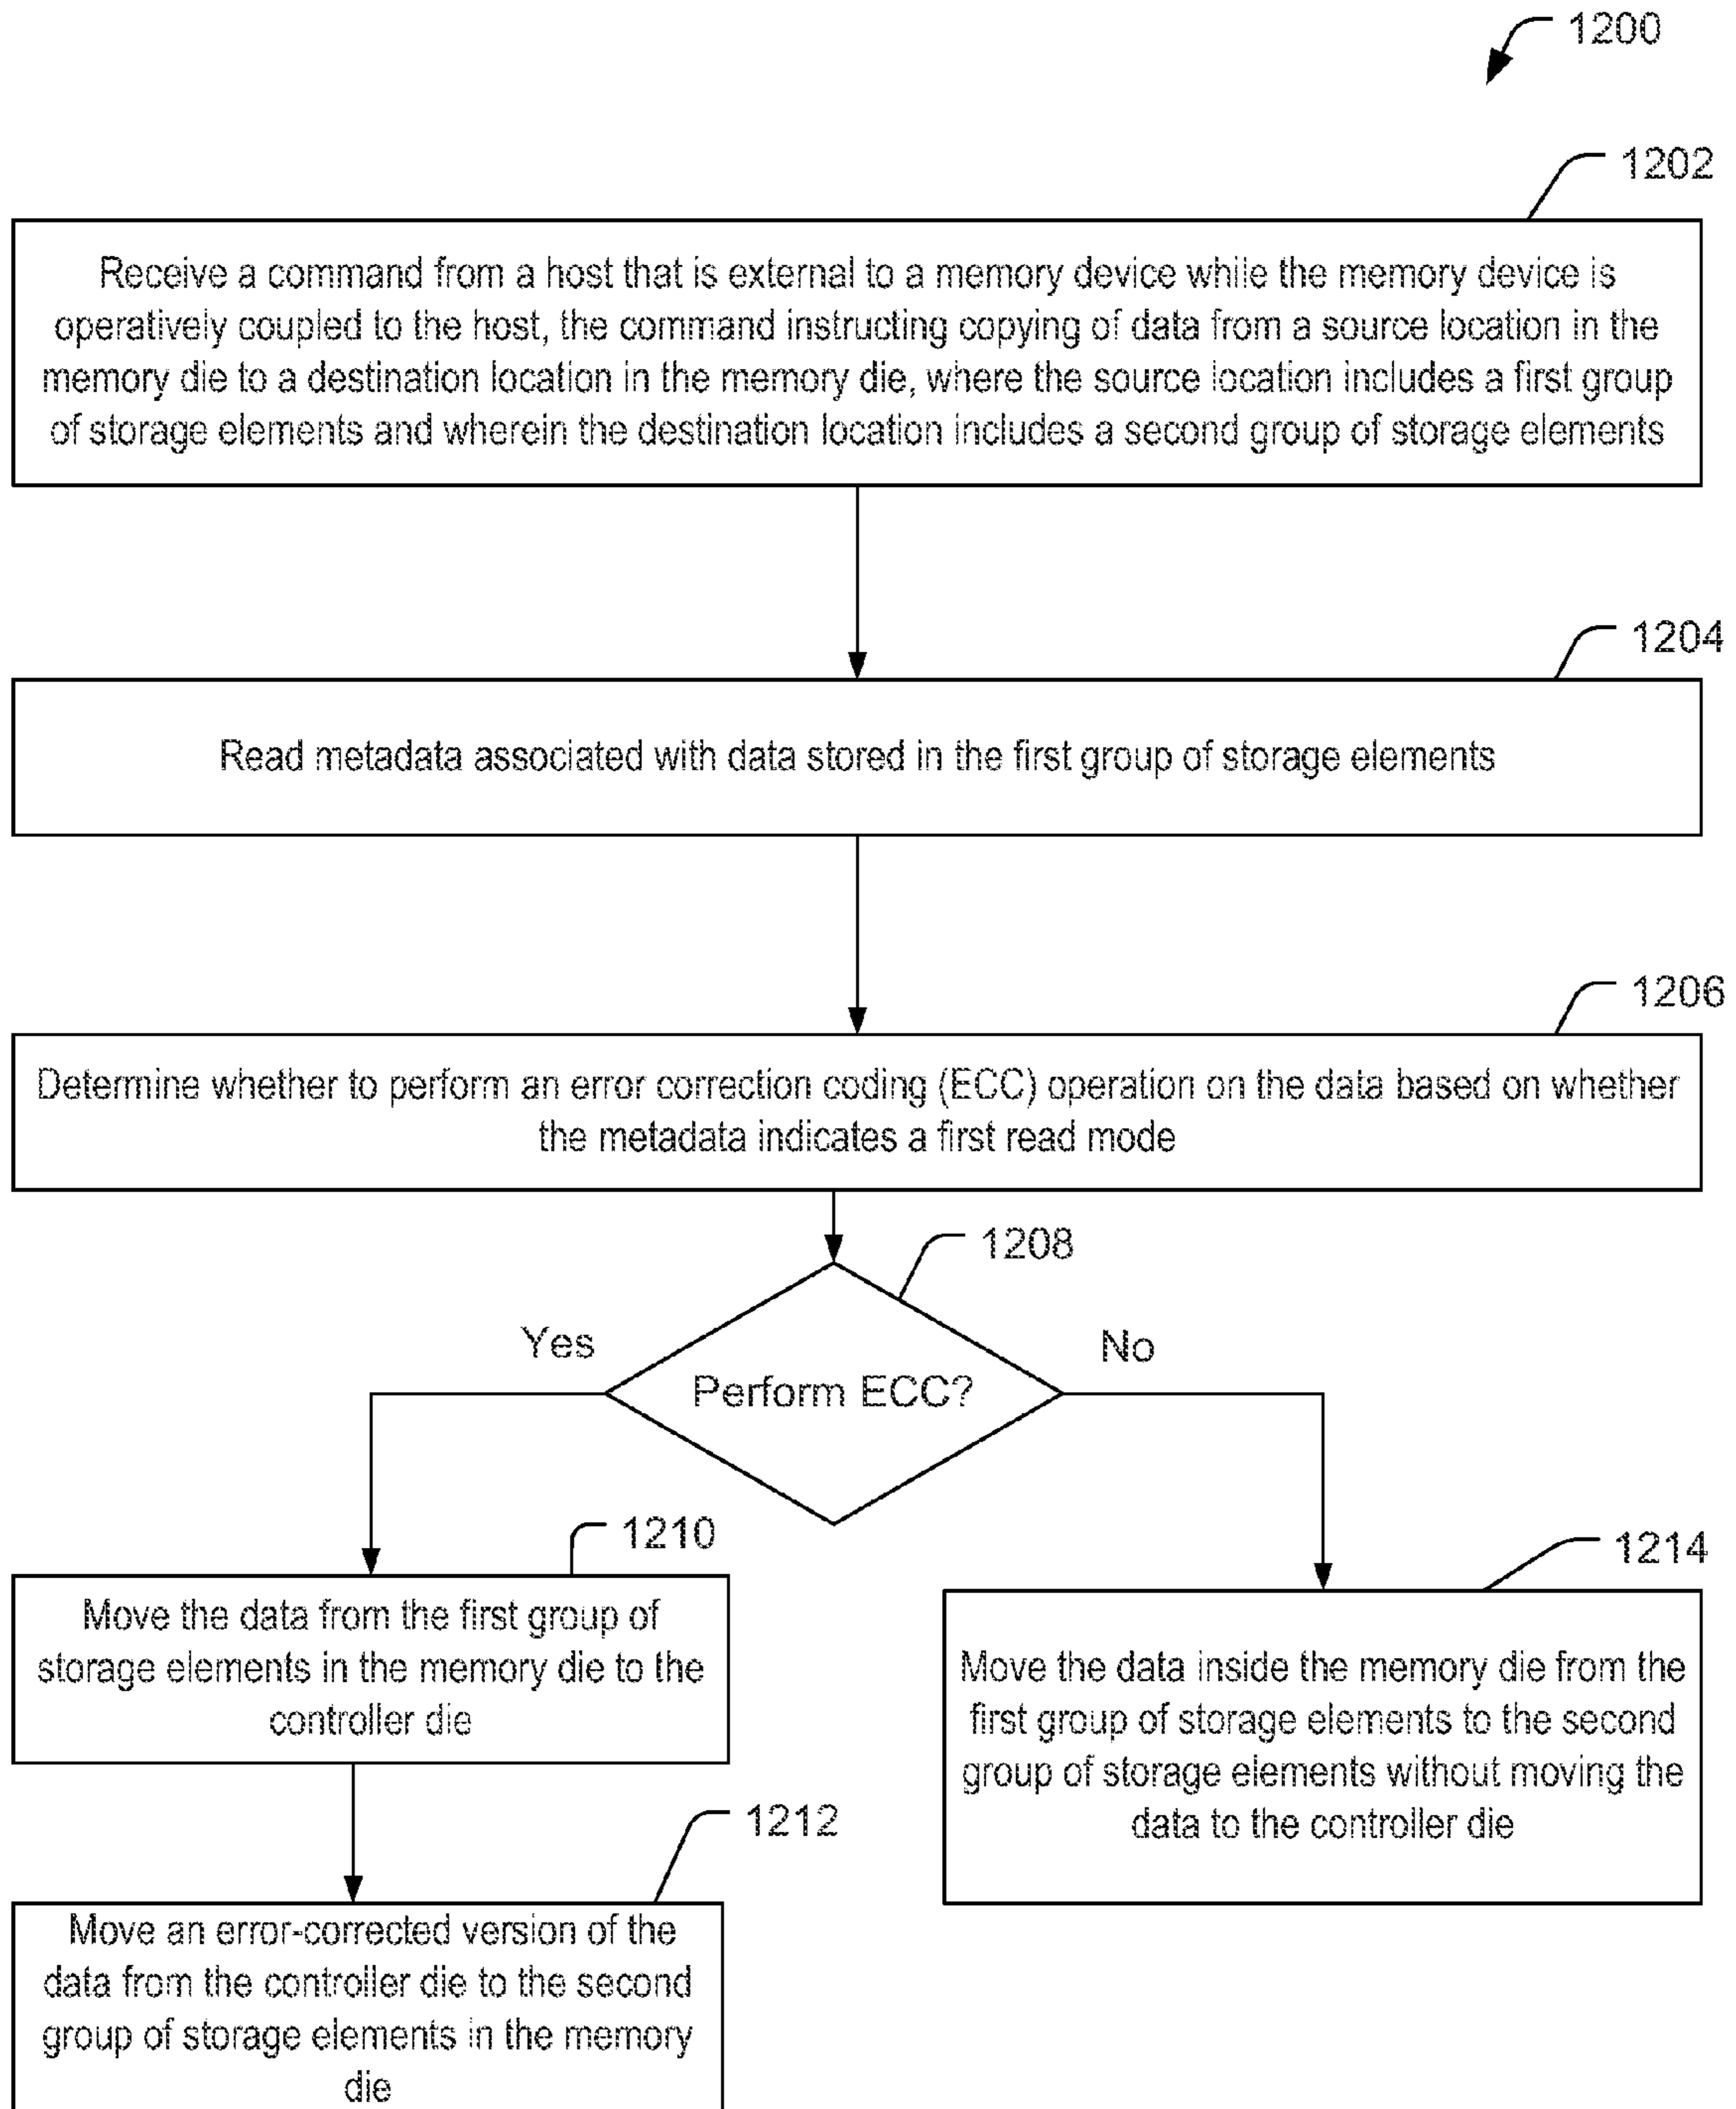 1200
1202
Receive a command from a host that is external to a memory device while the memory device is
operatively coupled to the host, the command instructing copying of data from a source location in the
memory die to a destination location in the memory die, where the source location includes a first group
of storage elements and wherein the destination location includes a second group of storage elements
1204
Read metadata associated with data stored in the first group of storage elements
1206
Determine whether to perform an error correction coding (ECC) operation on the data based on whether
the metadata indicates a first read mode
1208
Yes
No
Perform ECC?
1210
Move the data from the first group of
storage elements in the memory die to the
controller die
1212
Move an error-corrected version of the
data from the controller die to the second
group of storage elements in the memory
die
1214
Move the data inside the memory die from the
first group of storage elements to the second
group of storage elements without moving the
data to the controller die